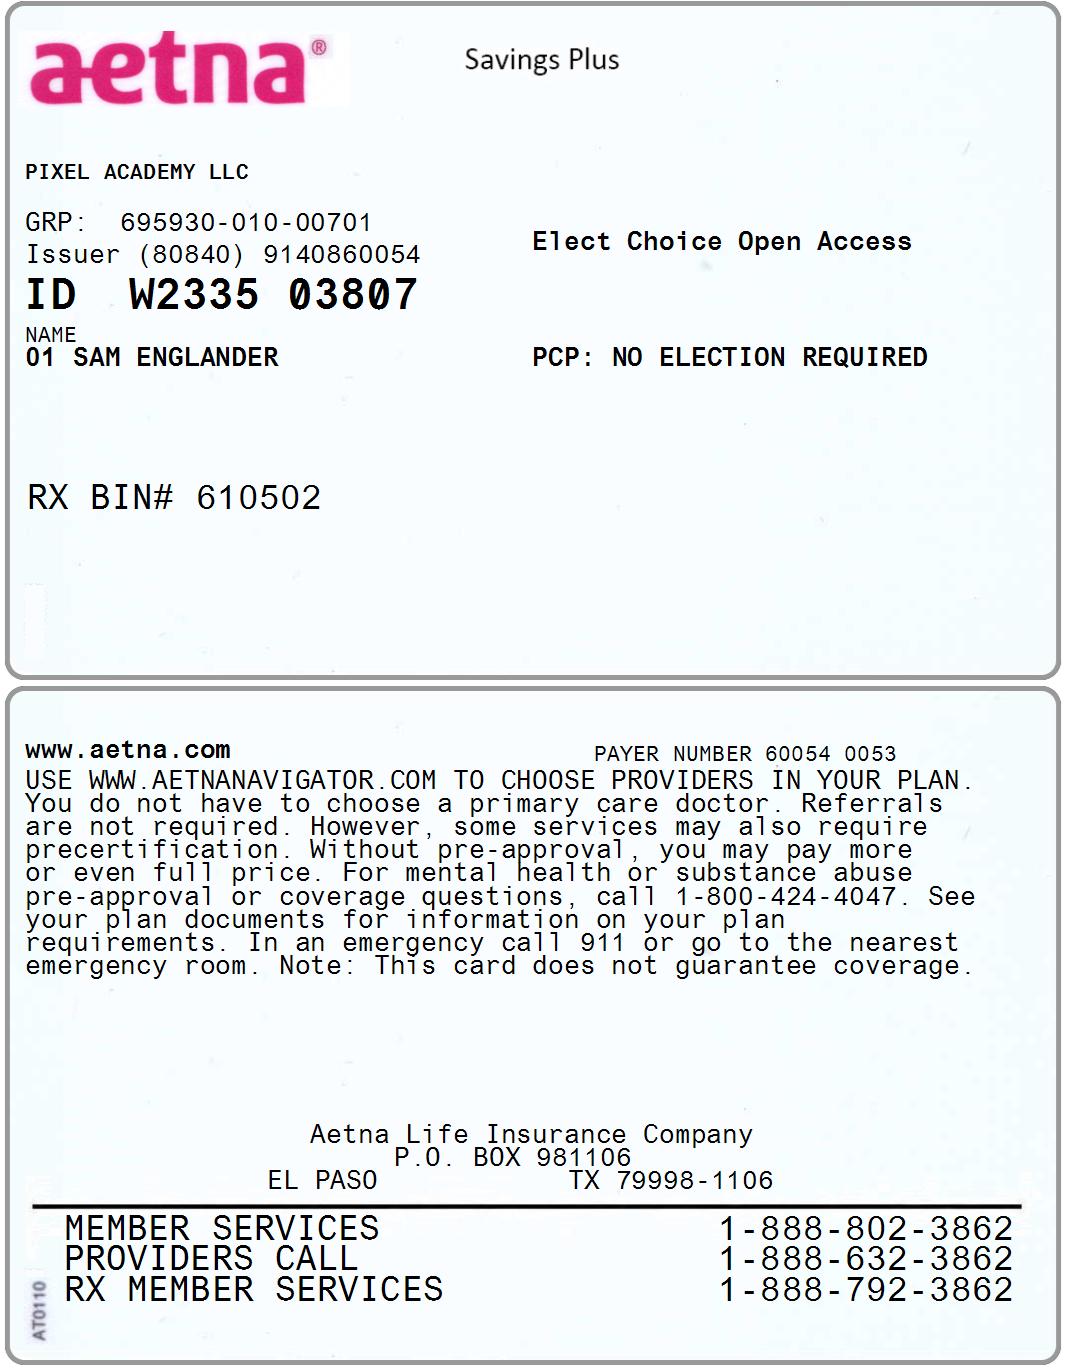 aetna®
Savings Plus
PIXEL ACADEMY LLC
GRP: 695930-010-00701
Issuer (80840) 9140860054
Elect Choice Open Access
ID W2335 03807
NAME
01 SAM ENGLANDER
PCP: NO ELECTION REQUIRED
RX BIN# 610502
www.aetna.com
PAYER NUMBER 60054 0053
USE WWW.AETNANAVIGATOR.COM TO CHOOSE PROVIDERS IN YOUR PLAN.
You do not have to choose a primary care doctor. Referrals
are not required. However, some services may also require
precertification. Without pre-approval, you may pay more
or even full price. For mental health or substance abuse
pre-approval or coverage questions, call 1-800-424-4047. See
your plan documents for information on your plan
requirements. In an emergency call 911 or go to the nearest
emergency room. Note: This card does not guarantee coverage.
Aetna Life Insurance Company
P.O. BOX 981106
EL PASO TX 79998-1106
MEMBER SERVICES 1-888-802-3862
PROVIDERS CALL 1-888-632-3862
RX MEMBER SERVICES 1-888-792-3862
AT0110